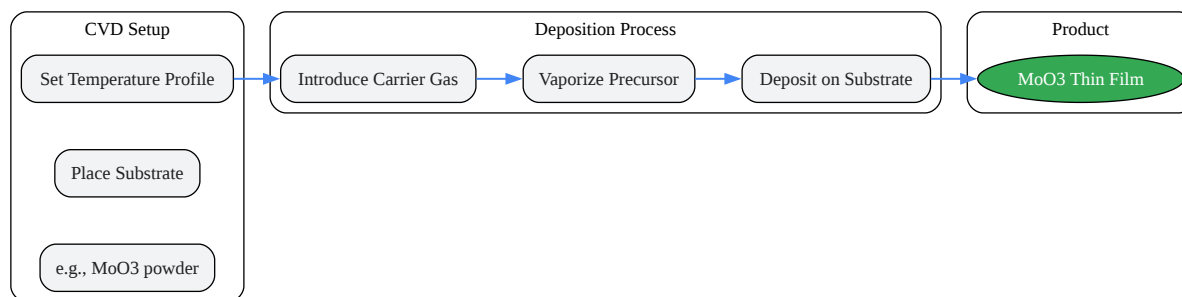 CVD Setup
Set Temperature Profile
Place Substrate
e.g., MoO3 powder
Deposition Process
Introduce Carrier Gas
Vaporize Precursor
Deposit on Substrate
Product
MoO3 Thin Film